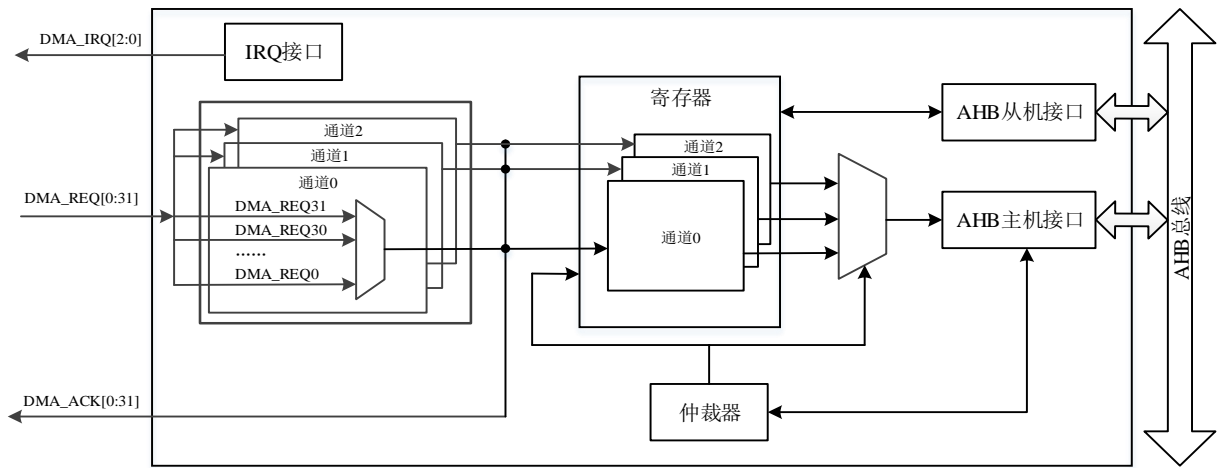 DMA_IRQ[2:0]
IRQ接口
寄存器
AHB从机接口
通道2
通道1
通道0
DMA_REQ[0:31]
DMA_REQ31
DMA_REQ30
......
DMA_REQ0
通道2
通道1
通道0
AHB主机接口
AHB总线
DMA_ACK[0:31]
仲裁器